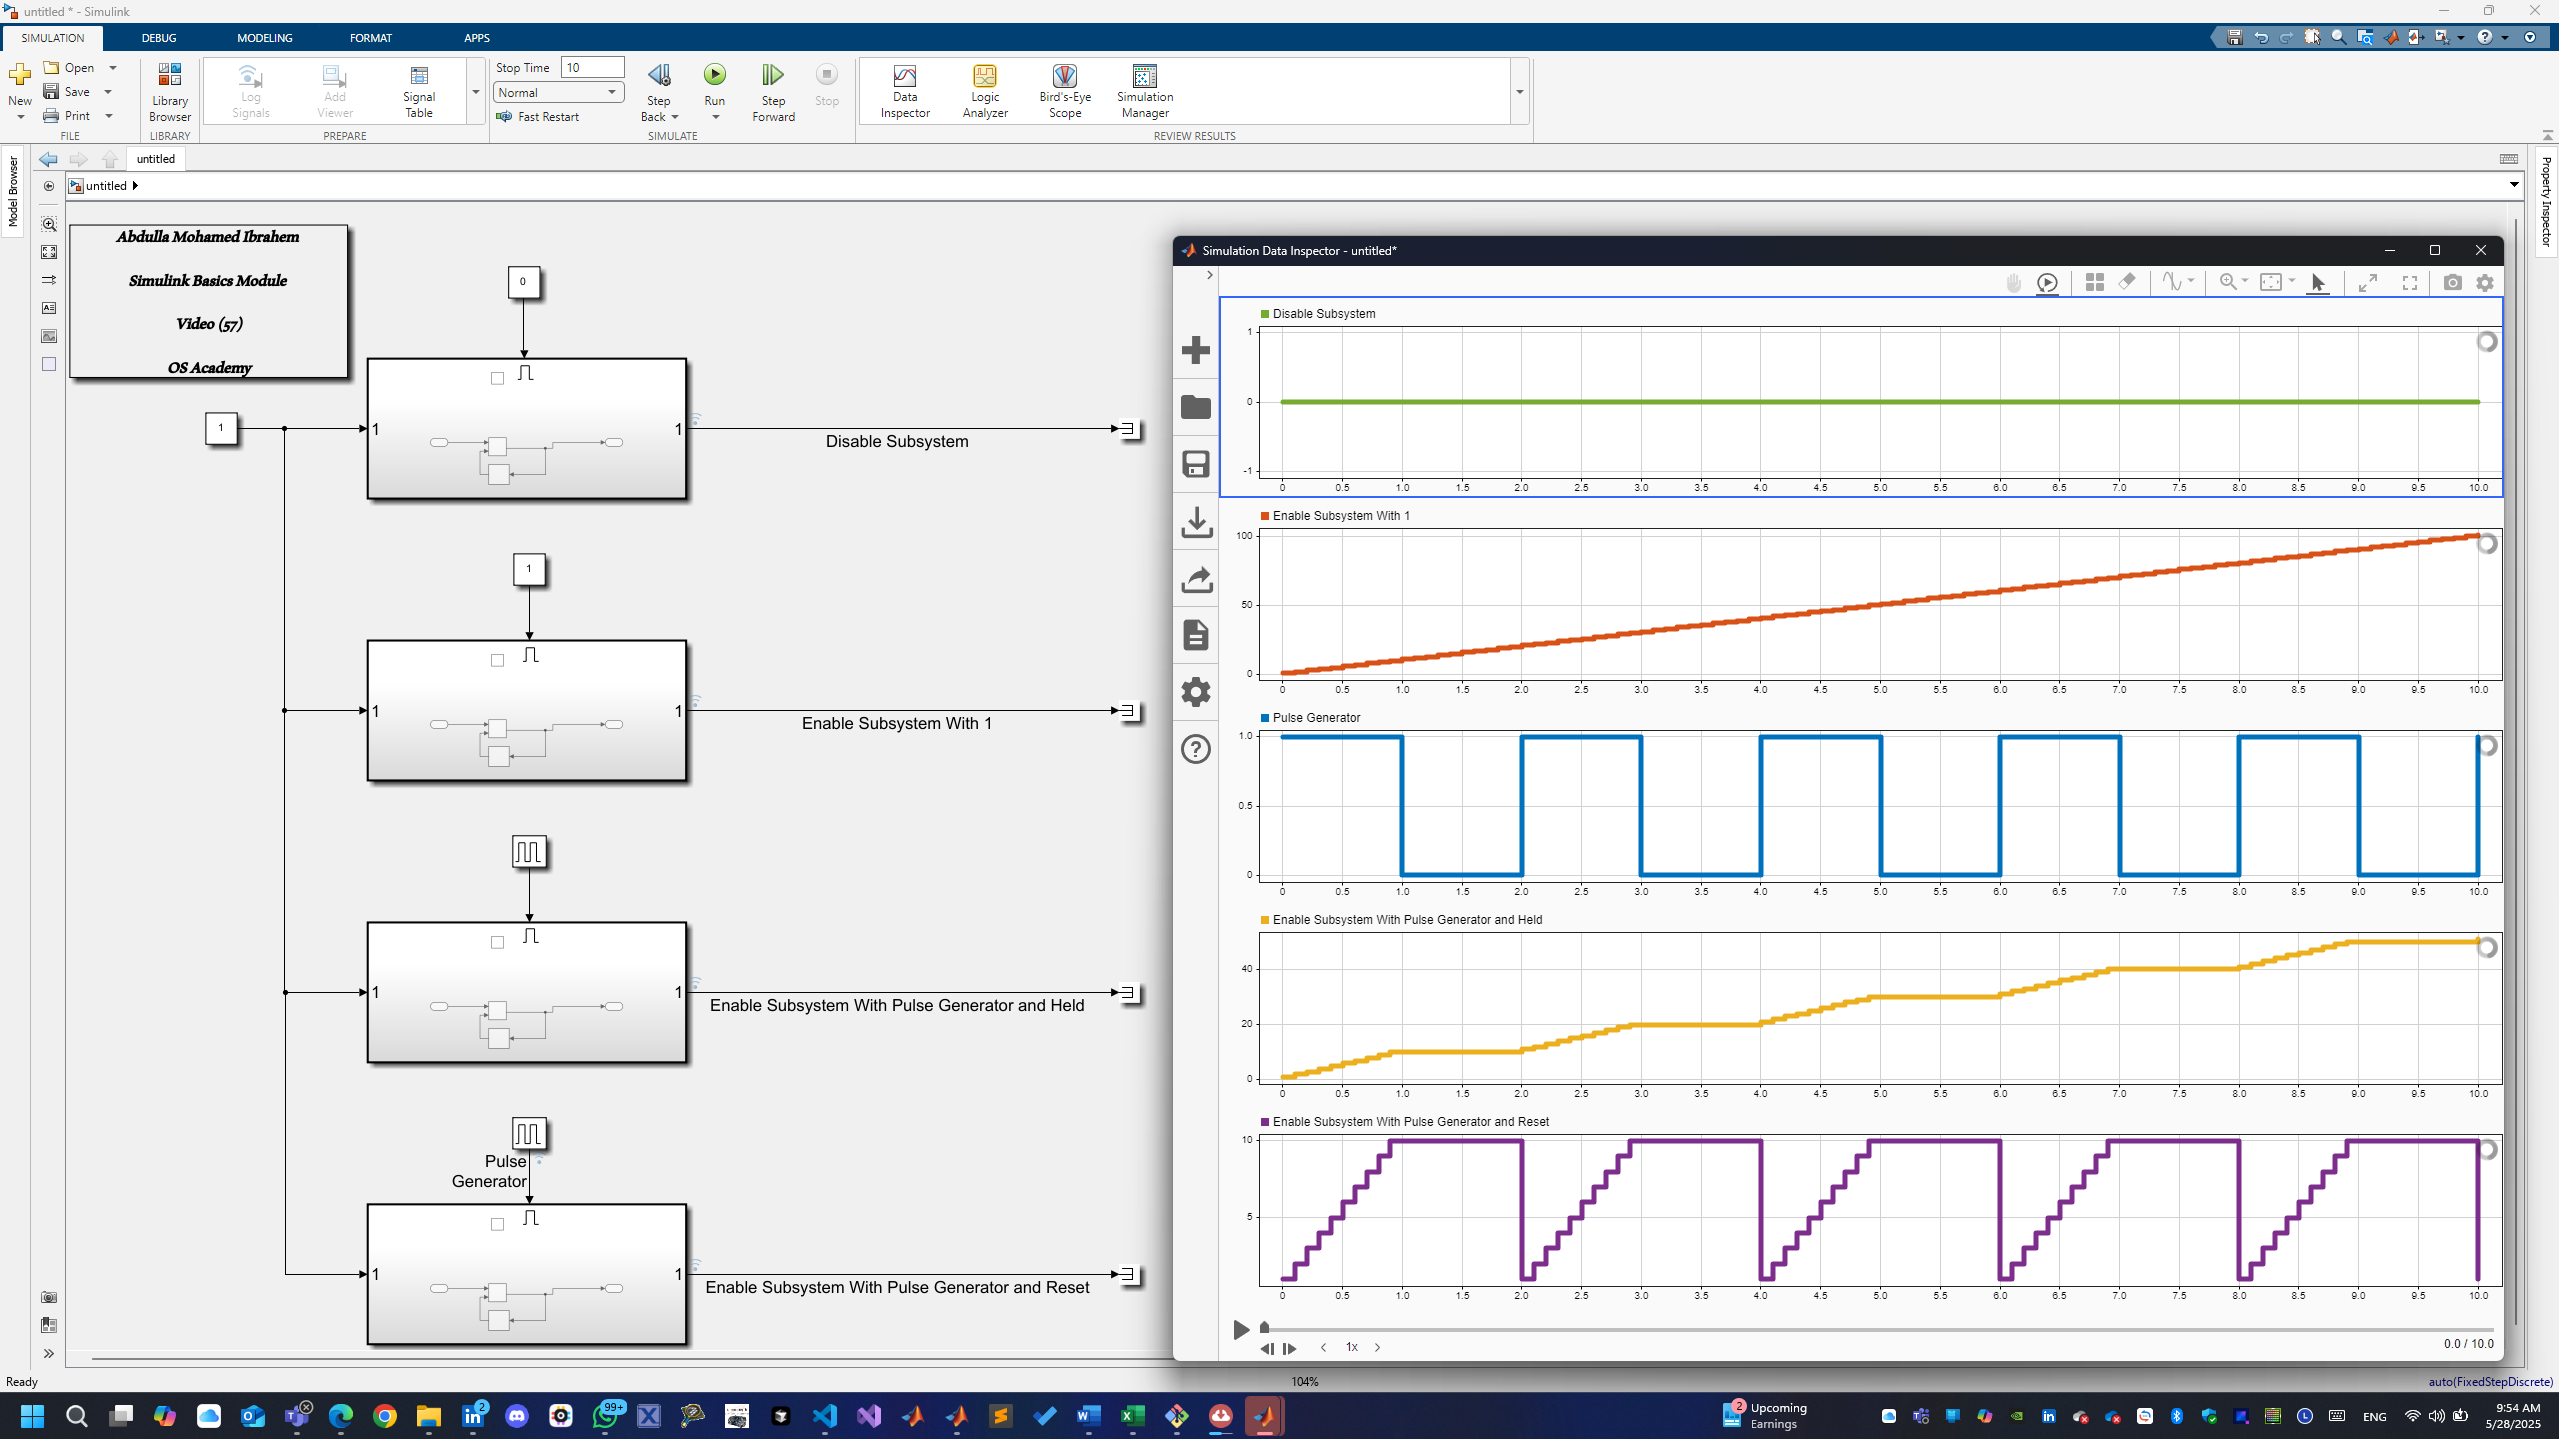 untitled * - Simulink
SIMULATION DEBUG MODELING FORMAT APPS
New
Open
Save
Print
FILE
Library Browser
LIBRARY
Log Signals
Add Viewer
Signal Table
PREPARE
Stop Time 10
Normal
Fast Restart
Step Back
Run
Step Forward
Stop
SIMULATE
Data Inspector
Logic Analyzer
Bird's-Eye Scope
Simulation Manager
REVIEW RESULTS
Model Browser
untitled
untitled
Property Inspector
Abdulla Mohamed Ibrahem
Simulink Basics Module
Video (57)
OS Academy
0
1
1 1
Disable Subsystem
1
1 1
Enable Subsystem With 1
1 1
Enable Subsystem With Pulse Generator and Held
Pulse
Generator
1 1
Enable Subsystem With Pulse Generator and Reset
Simulation Data Inspector - untitled*
Disable Subsystem
1
0
-1
0 0.5 1.0 1.5 2.0 2.5 3.0 3.5 4.0 4.5 5.0 5.5 6.0 6.5 7.0 7.5 8.0 8.5 9.0 9.5 10.0
Enable Subsystem With 1
100
50
0
0 0.5 1.0 1.5 2.0 2.5 3.0 3.5 4.0 4.5 5.0 5.5 6.0 6.5 7.0 7.5 8.0 8.5 9.0 9.5 10.0
Pulse Generator
1.0
0.5
0
0 0.5 1.0 1.5 2.0 2.5 3.0 3.5 4.0 4.5 5.0 5.5 6.0 6.5 7.0 7.5 8.0 8.5 9.0 9.5 10.0
Enable Subsystem With Pulse Generator and Held
40
20
0
0 0.5 1.0 1.5 2.0 2.5 3.0 3.5 4.0 4.5 5.0 5.5 6.0 6.5 7.0 7.5 8.0 8.5 9.0 9.5 10.0
Enable Subsystem With Pulse Generator and Reset
10
5
0 0.5 1.0 1.5 2.0 2.5 3.0 3.5 4.0 4.5 5.0 5.5 6.0 6.5 7.0 7.5 8.0 8.5 9.0 9.5 10.0
1x
0.0 / 10.0
Ready
104%
auto(FixedStepDiscrete)
2
99+
2
Upcoming
Earnings
ENG
9:54 AM
5/28/2025